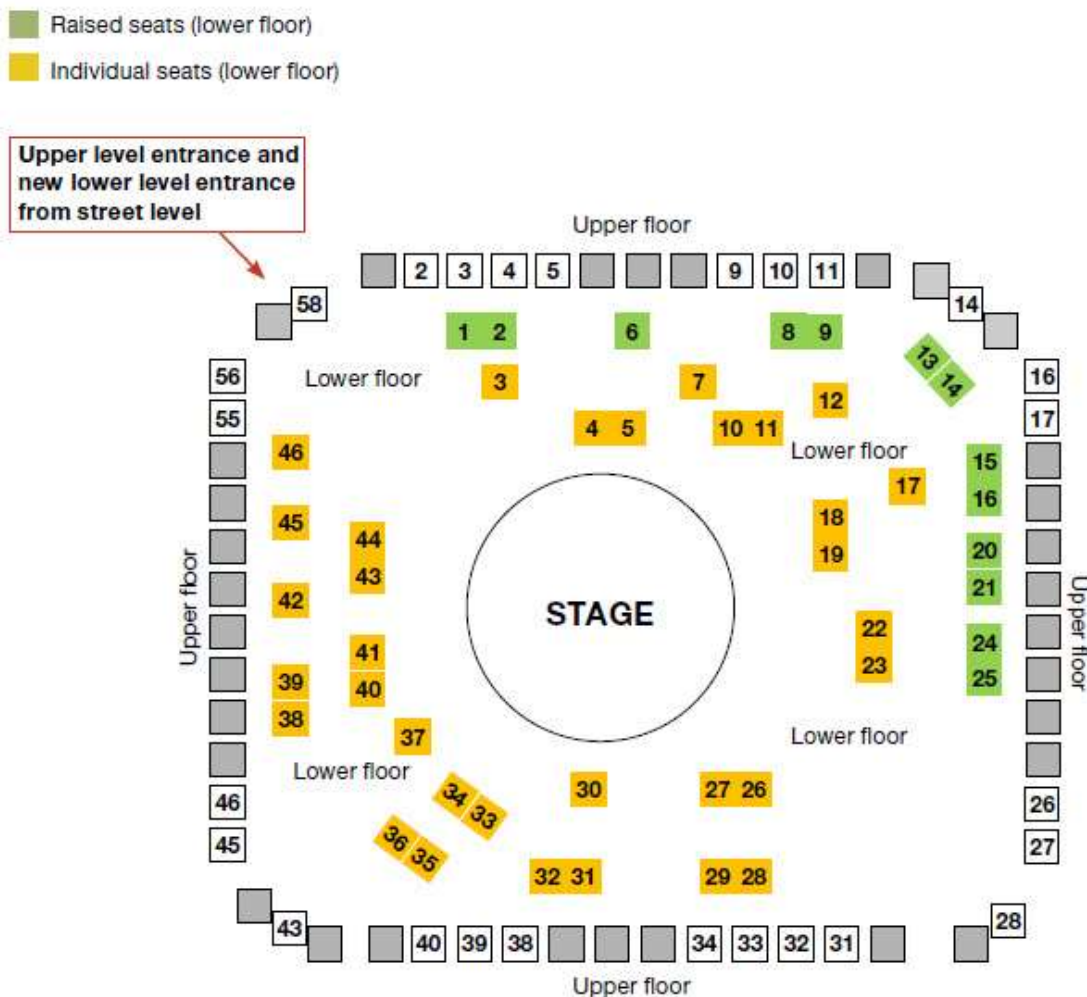 Raised seats (lower floor)
Individual seats (lower floor)
Upper level entrance and
new lower level entrance
from street level
Upper floor
2 3 4 5 9 10 11
58 14
1 2 6 8 9
13 14
56 Lower floor 3 7 16
12
55 4 5 10 11 17
46 Lower floor 15
17 16
45 44 18
43 19 20
42 21
Upper floor STAGE Upper floor
41 22 24
39 40 23 25
38
37 Lower floor
Lower floor
46 34 33 30 27 26 26
45 36 35 27
32 31 29 28
43 28
40 39 38 34 33 32 31
Upper floor